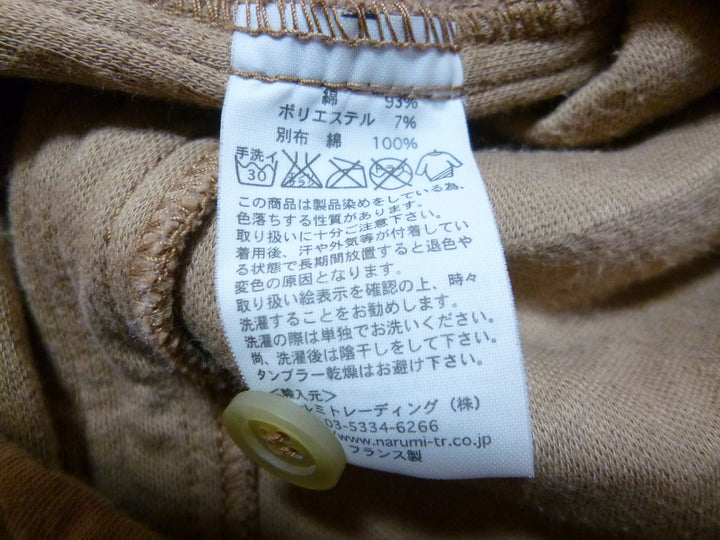 綿 93%
ポリエステル 7%
別布 綿 100%
手洗イ
30
この商品は製品染めをしている為、
色落ちする性質があります。
取り扱いに十分ご注意下さい。
着用後、汗や外気等が付着してい
る状態で長期間放置すると退色や
変色の原因となります。
取り扱い絵表示を確認の上、時々
洗濯することをお勧めします。
洗濯の際は単独でお洗いください。
尚、洗濯後は陰干しをして下さい。
タンブラー乾燥はお避け下さい。
<輸入元>
ルミトレーディング(株)
03-5334-6266
www.narumi-tr.co.jp
フランス製